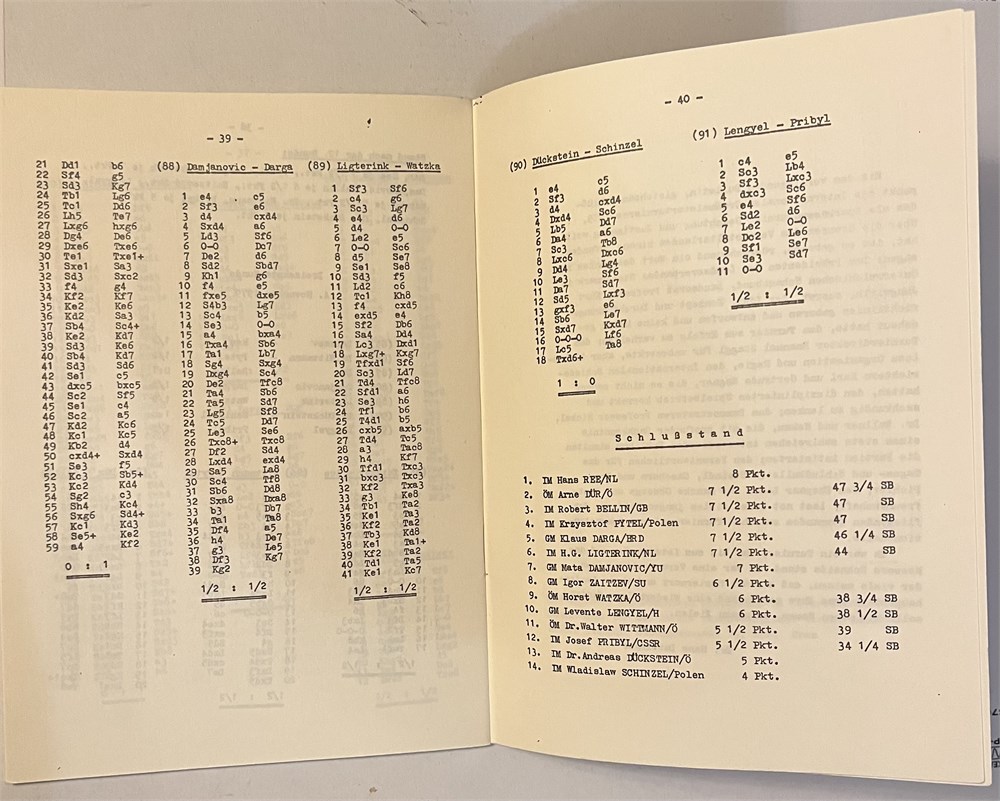 - 39 -
21 Dd1 b6
22 Sf4 g5
23 Sd3 Kg7
24 Tb1 Lg6
25 Tc1 Dd6
26 Lh5 Te7
27 Lxg6 hxg6
28 Dg4 De6
29 Dxe6 Txe6
30 Te1 Txe1+
31 Sxe1 Sa3
32 Sd3 Sxc2
33 f4 g4
34 Kf2 Kf7
35 Ke2 Ke6
36 Kd2 Sa3
37 Sb4 Sc4+
38 Ke2 Kd7
39 Sd3 Ke6
40 Sb4 Kd7
41 Sd3 Sd6
42 Se1 c5
43 dxc5 bxc5
44 Sc2 Sf5
45 Se1 c4
46 Sc2 a5
47 Kd2 Kc6
48 Kc1 Kc5
49 Kb2 d4
50 cxd4+ Sxd4
51 Se3 f5
52 Kc3 Sb5+
53 Kc2 Kd4
54 Sg2 c3
55 Sh4 Kc4
56 Sxg6 Sd4+
57 Kc1 Kd3
58 Se5+ Ke2
59 a4 Kf2
0 : 1
(88) Damjanovic - Darga
1 e4 c5
2 Sf3 e6
3 d4 cxd4
4 Sxd4 a6
5 Ld3 Sf6
6 0-0 Dc7
7 De2 d6
8 Sd2 Sbd7
9 Kh1 g6
10 f4 e5
11 fxe5 dxe5
12 S4b3 Lg7
13 Sc4 b5
14 Se3 0-0
15 a4 bxa4
16 Txa4 Sb6
17 Ta1 Lb7
18 Sg4 Sxg4
19 Dxg4 Sc4
20 De2 Tfc8
21 Ta4 Sb6
22 Ta5 Sd7
23 Lg5 Sf8
24 Tc5 Dd7
25 Le3 Se6
26 Txc8+ Txc8
27 Df2 Sd4
28 Lxd4 exd4
29 Sa5 La8
30 Sc4 Tf8
31 Sb6 Dd8
32 Sxa8 Dxa8
33 b3 Db7
34 Ta1 Ta8
35 Df4 a5
36 h4 De7
37 g3 Le5
38 Df3 Kg7
39 Kg2
1/2 : 1/2
(89) Ligterink - Watzka
1 Sf3 Sf6
2 c4 g6
3 Sc3 Lg7
4 e4 d6
5 d4 0-0
6 Le2 e5
7 0-0 Sc6
8 d5 Se7
9 Se1 Se8
10 Sd3 f5
11 Ld2 c6
12 Tc1 Kh8
13 f4 cxd5
14 exd5 e4
15 Sf2 Db6
16 Sa4 Dd4
17 Lc3 Dxd1
18 Lxg7+ Kxg7
19 Tfxd1 Sf6
20 Sc3 Ld7
21 Td4 Tfc8
22 Sfd1 a6
23 Se3 h6
24 Tf1 b6
25 T4d1 b5
26 cxb5 axb5
27 Td4 Tc5
28 a3 Tac8
29 h4 Kf7
30 Tfd1 Txc3
31 bxc3 Txc3
32 Kf2 Txa3
33 g3 Ke8
34 Tb1 Ta2
35 Ke1 Ta3
36 Kf2 Ta2
37 Tb3 Kd8
38 Ke1 Ta1+
39 Kf2 Ta2
40 Td1 Ta5
41 Ke1 Kc7
1/2 : 1/2
- 40 -
(90) Dückstein - Schinzel
1 e4 c5
2 Sf3 d6
3 d4 cxd4
4 Dxd4 Sc6
5 Lb5 Dd7
6 Da4 a6
7 Sc3 Tb8
8 Lxc6 Dxc6
9 Dd4 Lg4
10 Le3 Sf6
11 Da7 Sd7
12 Sd5 Lxf3
13 gxf3 e6
14 Sb6 Le7
15 Sxd7 Kxd7
16 0-0-0 Lf6
17 Lc5 Ta8
18 Txd6+
1 : 0
(91) Lengyel - Pribyl
1 c4 e5
2 Sc3 Lb4
3 Sf3 Lxc3
4 dxc3 Sc6
5 e4 Sf6
6 Sd2 d6
7 Le2 0-0
8 Dc2 Le6
9 Sf1 Se7
10 Se3 Sd7
11 0-0
1/2 : 1/2
Schlußstand
1. IM Hans REE/NL 8 Pkt.
2. ÖM Arne DÜR/Ö 7 1/2 Pkt. 47 3/4 SB
3. IM Robert BELLIN/GB 7 1/2 Pkt. 47 SB
4. IM Krzysztof PYTEL/Polen 7 1/2 Pkt. 47 SB
5. GM Klaus DARGA/BRD 7 1/2 Pkt. 46 1/4 SB
6. IM H.G. LIGTERINK/NL 7 1/2 Pkt. 44 SB
7. GM Mata DAMJANOVIC/YU 7 Pkt.
8. GM Igor ZAITZEV/SU 6 1/2 Pkt.
9. ÖM Horst WATZKA/Ö 6 Pkt. 38 3/4 SB
10. GM Levente LENGYEL/H 6 Pkt. 38 1/2 SB
11. ÖM Dr.Walter WITTMANN/Ö 5 1/2 Pkt. 39 SB
12. IM Josef PRIBYL/CSSR 5 1/2 Pkt. 34 1/4 SB
13. IM Dr.Andreas DÜCKSTEIN/Ö 5 Pkt.
14. IM Wladislaw SCHINZEL/Polen 4 Pkt.